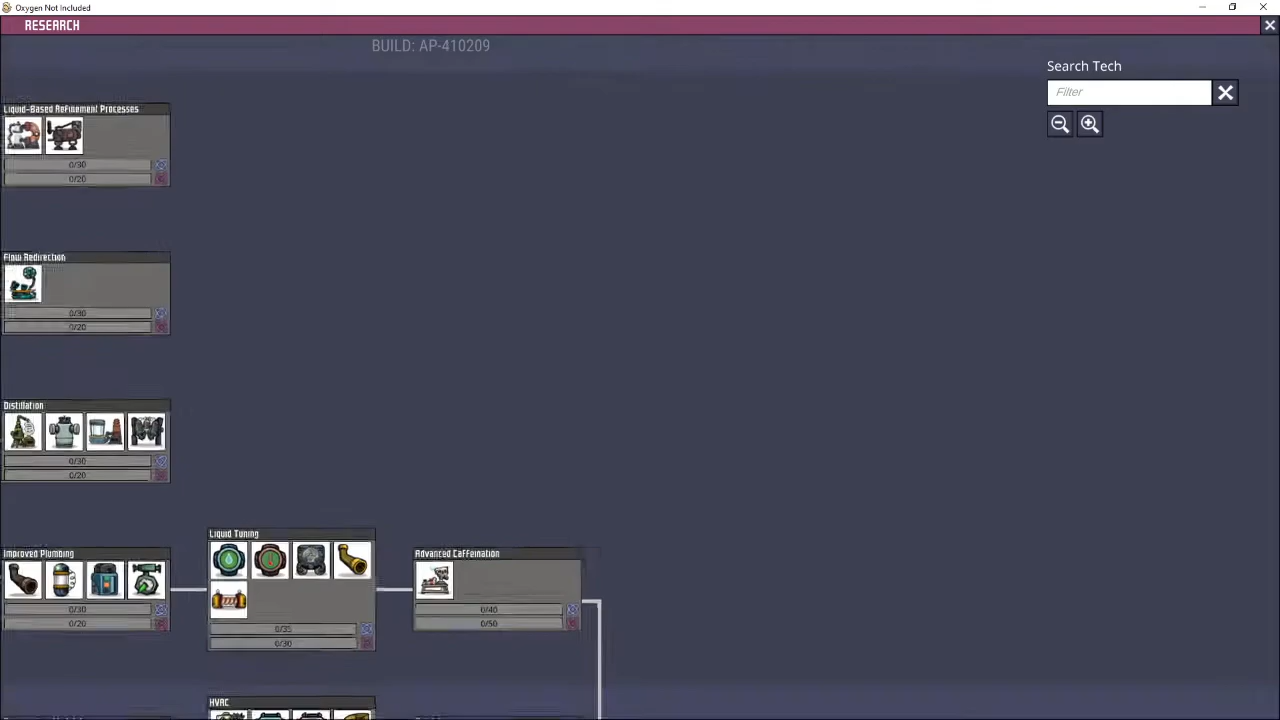 Oxygen Not Included
RESEARCH
BUILD: AP-410209
Search Tech
Filter
Liquid-Based Refinement Processes
0/30
0/20
Flow Redirection
0/30
0/20
Distillation
0/30
0/20
Improved Plumbing
0/30
0/20
Liquid Tuning
0/35
0/30
Advanced Caffeination
0/40
0/50
HVAC